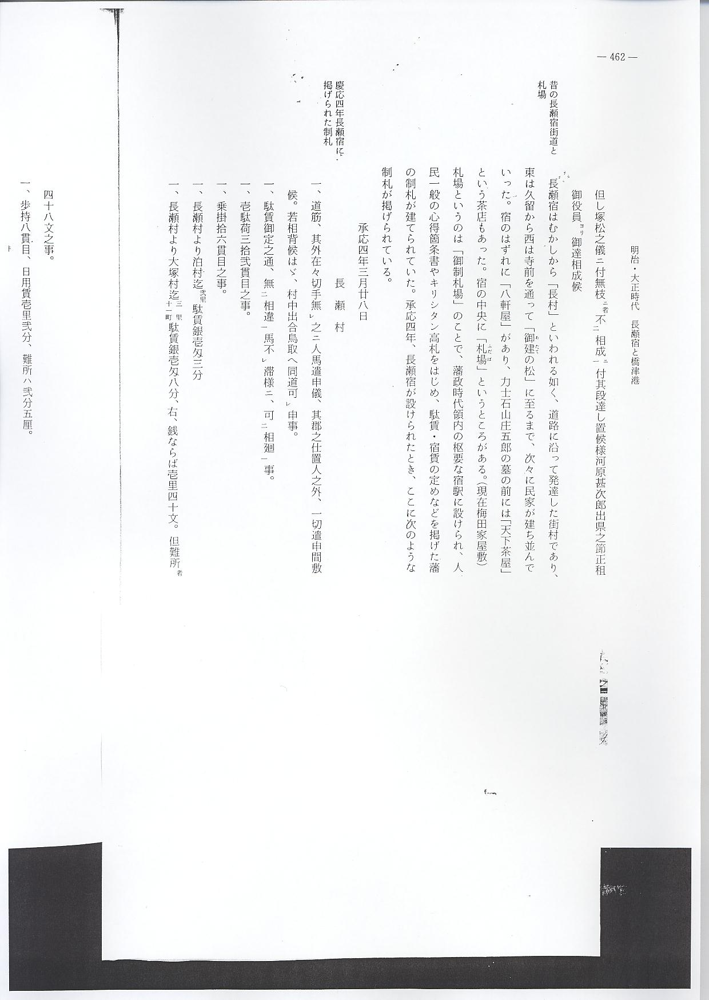 ― 462 ―
明治・大正時代　長瀬宿と橋津港
但し塚松之儀ニ付無枝ニ者不ニ相成一ニ付其段達し置候様河原甚次郎出県之節正租
御役員ヨリ御達相成候
昔の長瀬宿街道と
札場
長瀬宿はむかしから「長村」といわれる如く、道路に沿って発達した街村であり、
東は久留から西は寺前を通って「御建の松」に至るまで、次々に民家が建ち並んで
いった。宿のはずれに「八軒屋」があり、力士石山庄五郎の墓の前には「天下茶屋」
という茶店もあった。宿の中央に「札場」というところがある。（現在梅田家屋敷）
札場というのは「御制札場」のことで、藩政時代領内の枢要な宿駅に設けられ、人
民一般の心得箇条書やキリシタン高札をはじめ、駄賃・宿賃の定めなどを掲げた藩
の制札が建てられていた。承応四年、長瀬宿が設けられたとき、ここに次のような
制札が掲げられている。
承応四年三月廿八日
慶応四年長瀬宿に
掲げられた制札
長　瀬　村
一、道筋、其外在々切手無レ之ニ人馬遣申儀、其郡之仕置人之外、一切遣申間敷
候。若相背候はゞ、村中出合鳥取へ同道可レ申事。
一、駄賃御定之通、無ニ相違一馬不レ滞様ニ、可ニ相廻一事。
一、壱駄荷三拾弐貫目之事。
一、乗掛拾六貫目之事。
一、長瀬村より泊村迄弐里駄賃銀壱匁三分
一、長瀬村より大塚村迄三里十一町駄賃銀壱匁八分、右、銭ならば壱里四十文。但難所者
四十八文之事。
一、歩持八貫目、日用賃壱里弐分、難所ハ弐分五厘。